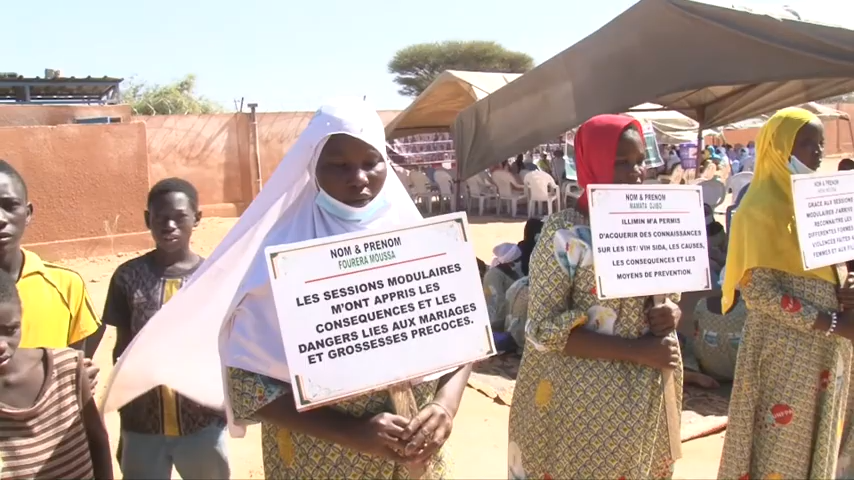 NOM & PRENOM
FOURERA MOUSSA
LES SESSIONS MODULAIRES
M'ONT APPRIS LES
CONSEQUENCES ET LES
DANGERS LIES AUX MARIAGES
ET GROSSESSES PRECOCES.
NOM & PRENOM
ILLIMIN M'A PERMIS
D'ACQUERIR DES CONNAISSANCES
SUR LES IST: VIH SIDA, LES CAUSES,
LES CONSEQUENCES ET LES
MOYENS DE PREVENTION.
NOM & PRENOM
GRACE AUX SESSIONS
UNFPA